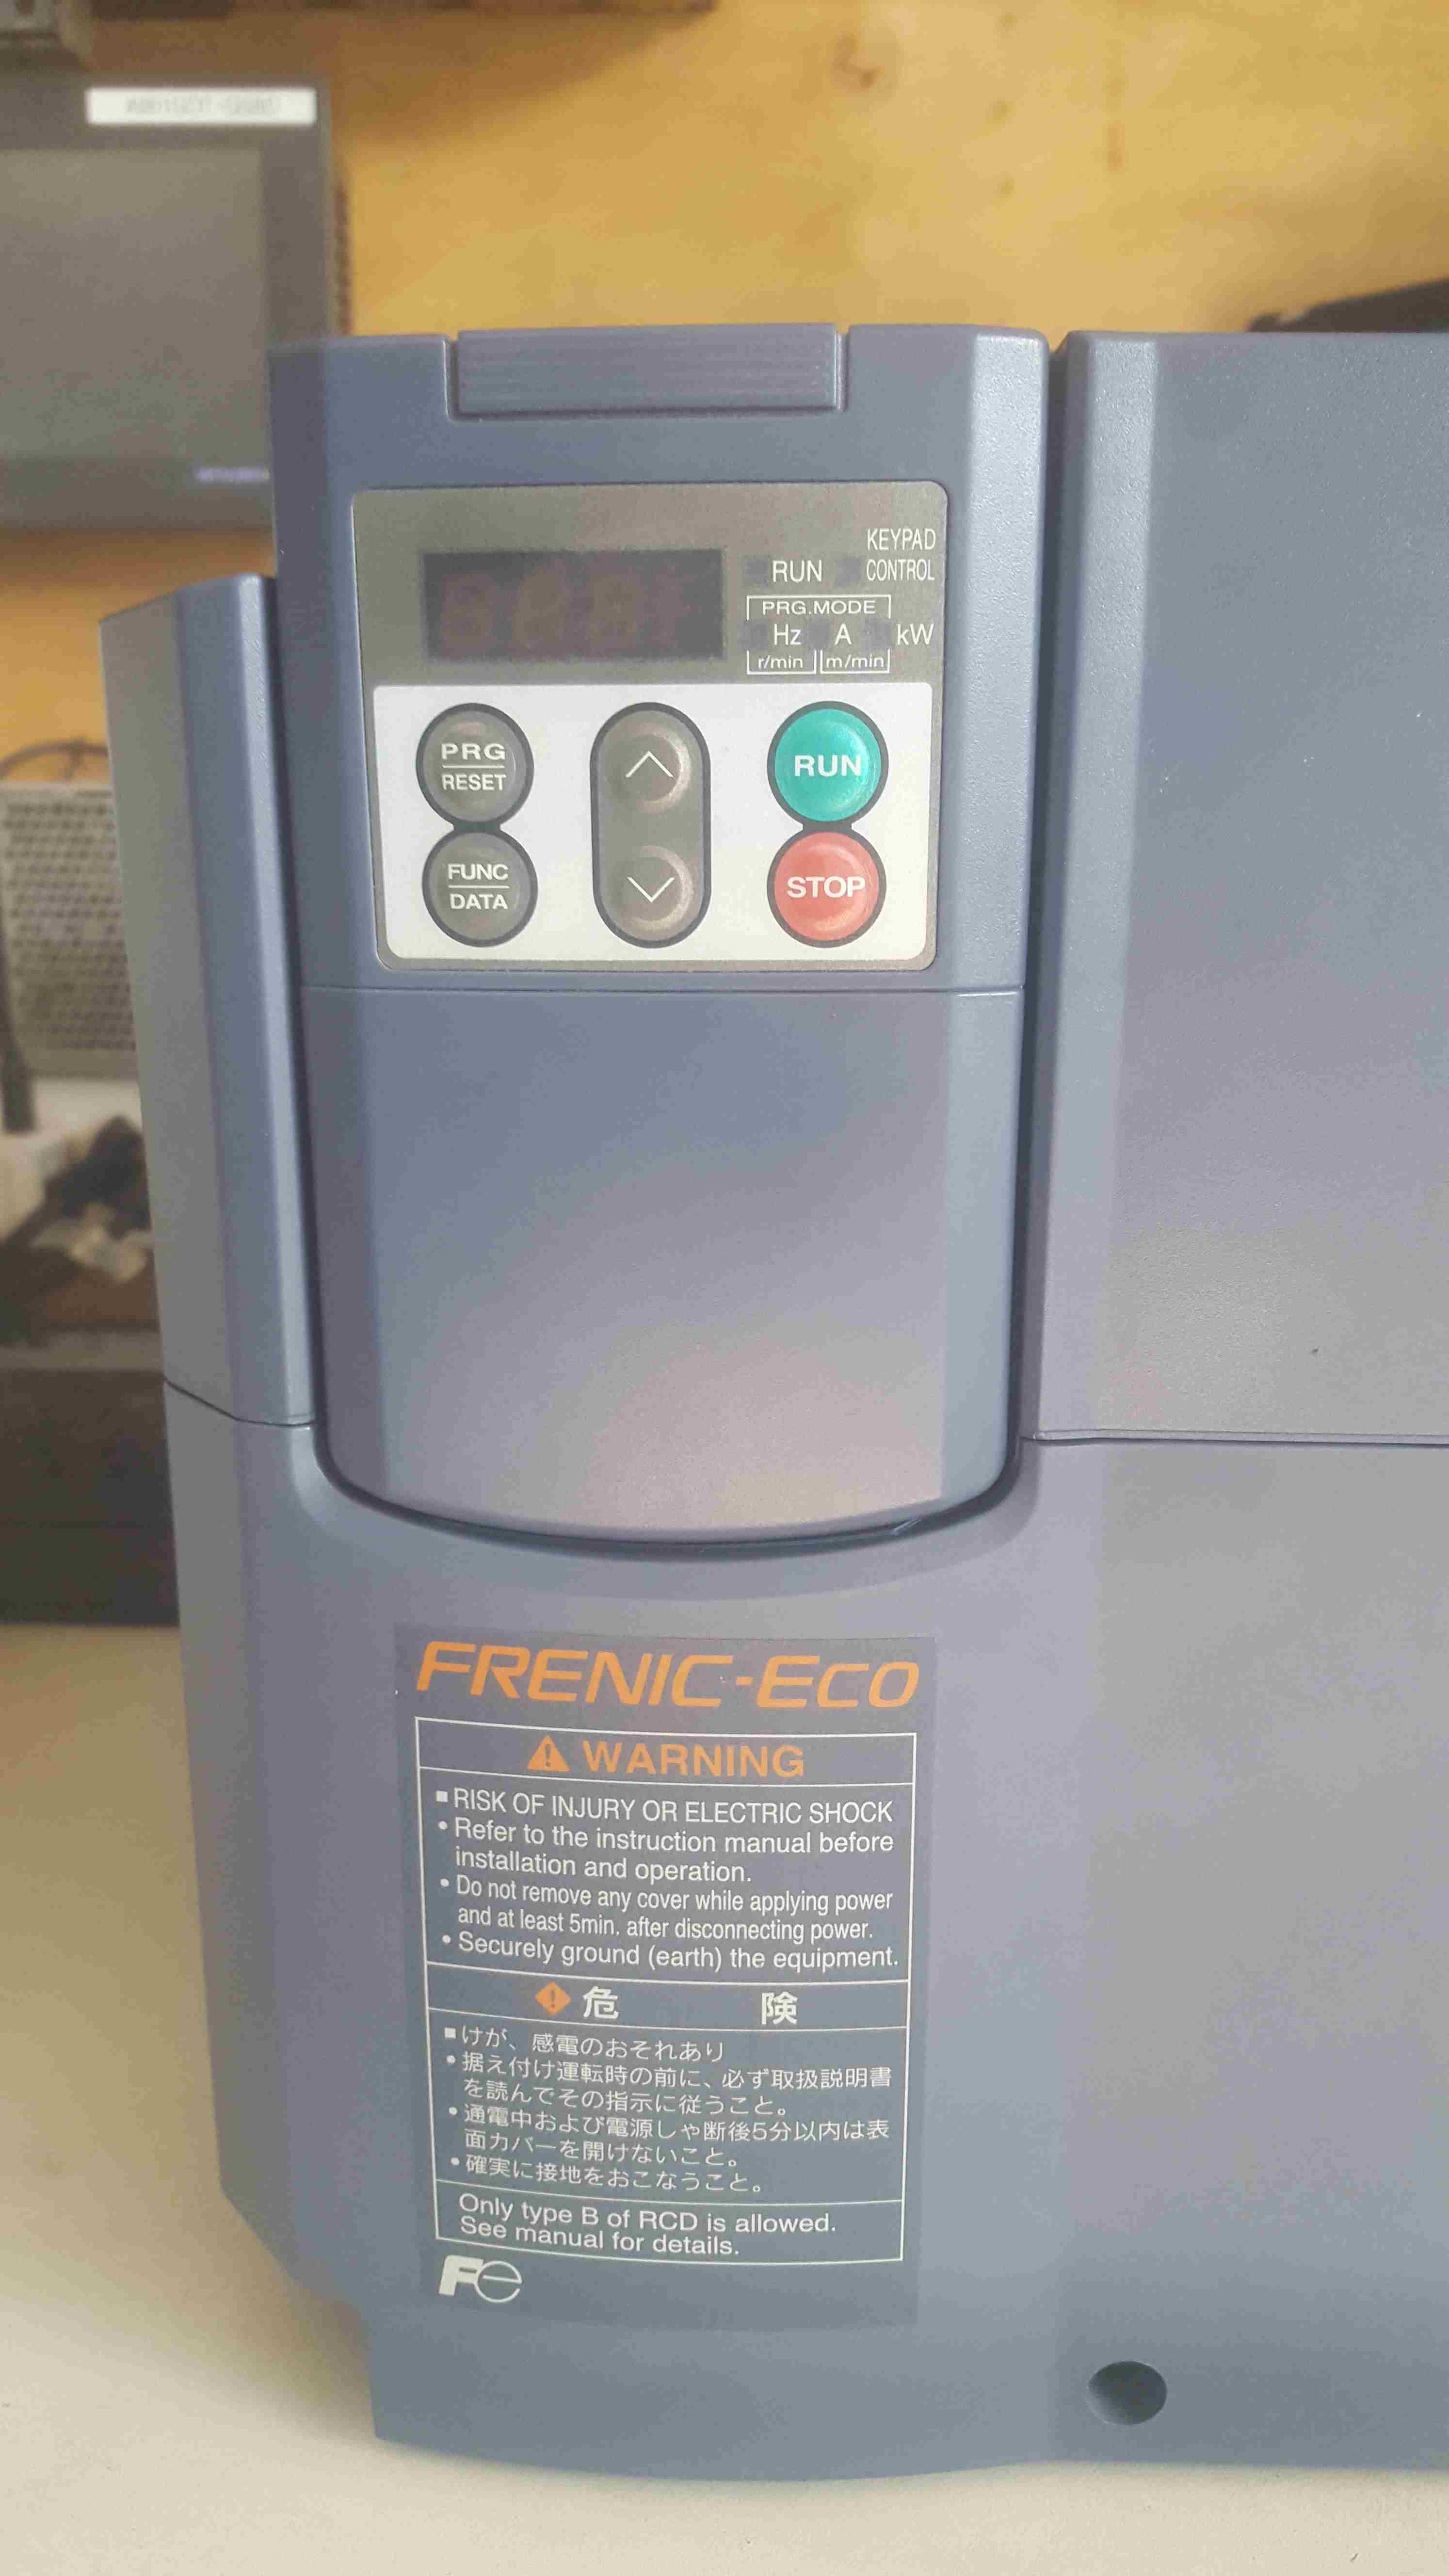 KEYPAD
RUN CONTROL
PRG.MODE
Hz A kW
r/min m/min
PRG
RESET
RUN
FUNC
DATA
STOP
FRENIC-Eco
WARNING
■ RISK OF INJURY OR ELECTRIC SHOCK
• Refer to the instruction manual before
installation and operation.
• Do not remove any cover while applying power
and at least 5min. after disconnecting power.
• Securely ground (earth) the equipment.
危 険
■ けが、感電のおそれあり
• 据え付け運転時の前に、必ず取扱説明書
を読んでその指示に従うこと。
• 通電中および電源しゃ断後5分以内は表
面カバーを開けないこと。
• 確実に接地をおこなうこと。
Only type B of RCD is allowed.
See manual for details.
Fe